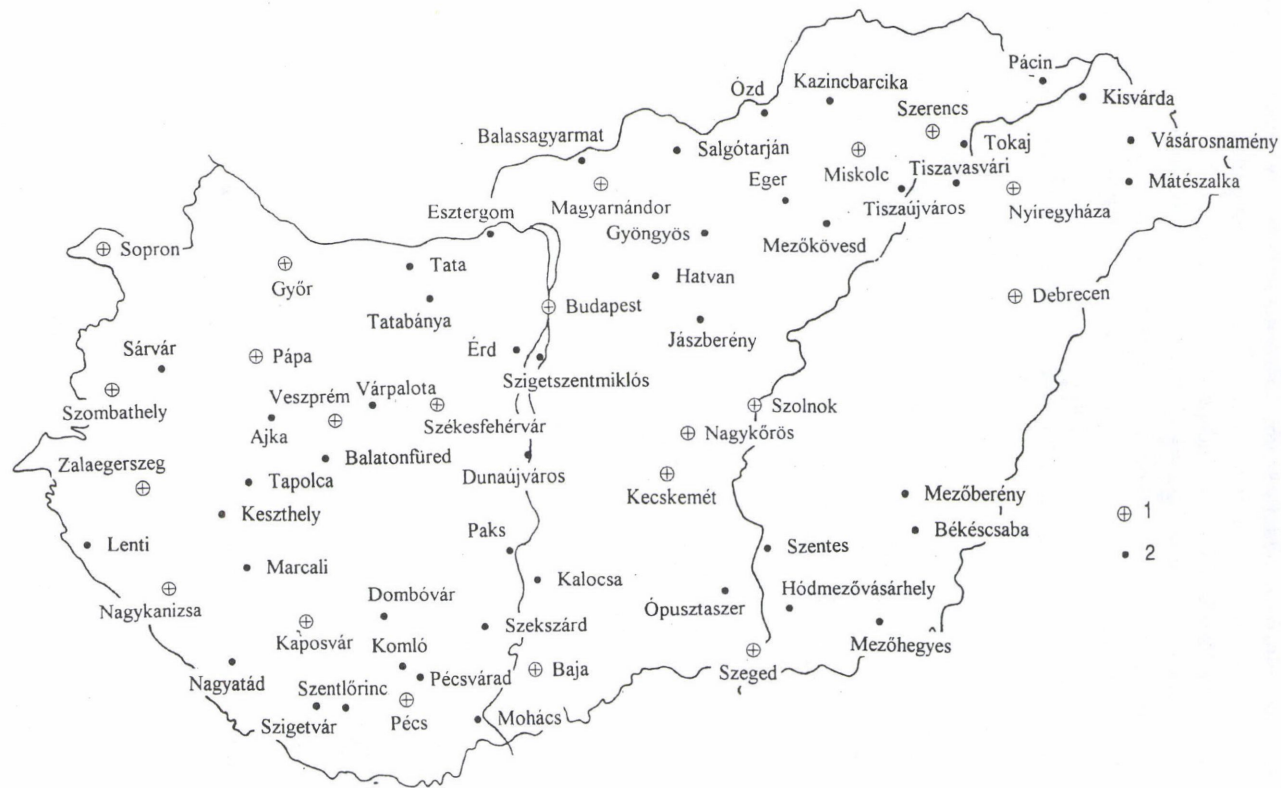 Pácin
Kazincbarcika
Ózd
Kisvárda
Szerencs
Balassagyarmat
Salgótarján
Tokaj
Vásárosnamény
Miskolc
Tiszavasvári
Eger
Mátészalka
Magyarnándor
Tiszaújváros
Nyiregyháza
Esztergom
Gyöngyös
Mezőkövesd
Sopron
Tata
Győr
Hatvan
Debrecen
Tatabánya
Budapest
Jászberény
Érd
Sárvár
Pápa
Szigetszentmiklós
Veszprém
Várpalota
Szombathely
Székesfehérvár
Szolnok
Ajka
Nagykőrös
Zalaegerszeg
Balatonfüred
Dunaújváros
Tapolca
Kecskemét
Mezőberény
Keszthely
1
Paks
Békéscsaba
Lenti
Szentes
2
Marcali
Kalocsa
Dombóvár
Hódmezővásárhely
Nagykanizsa
Ópusztaszer
Kaposvár
Szekszárd
Komló
Mezőhegyes
Baja
Szeged
Pécsvárad
Nagyatád
Szentlőrinc
Szigetvár
Pécs
Mohács